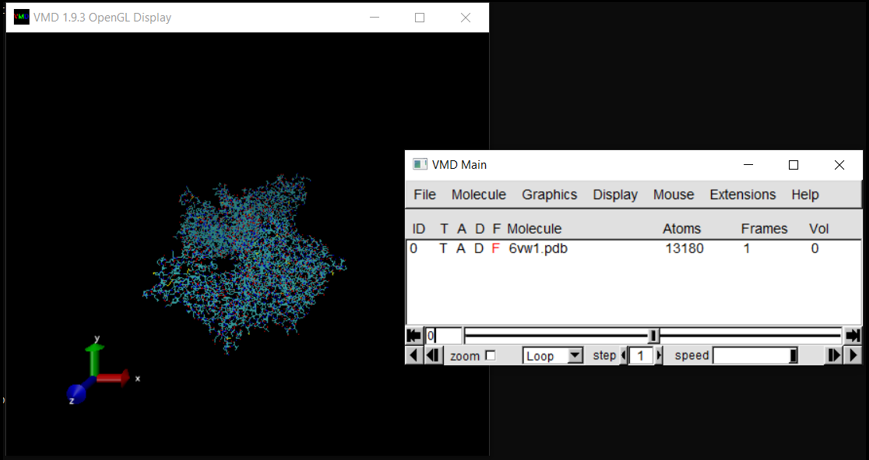 VMD 1.9.3 OpenGL Display
y
x
z
VMD Main
File Molecule Graphics Display Mouse Extensions Help
ID T A D F Molecule Atoms Frames Vol
0 T A D F 6vw1.pdb 13180 1 0
0
zoom Loop step 1 speed